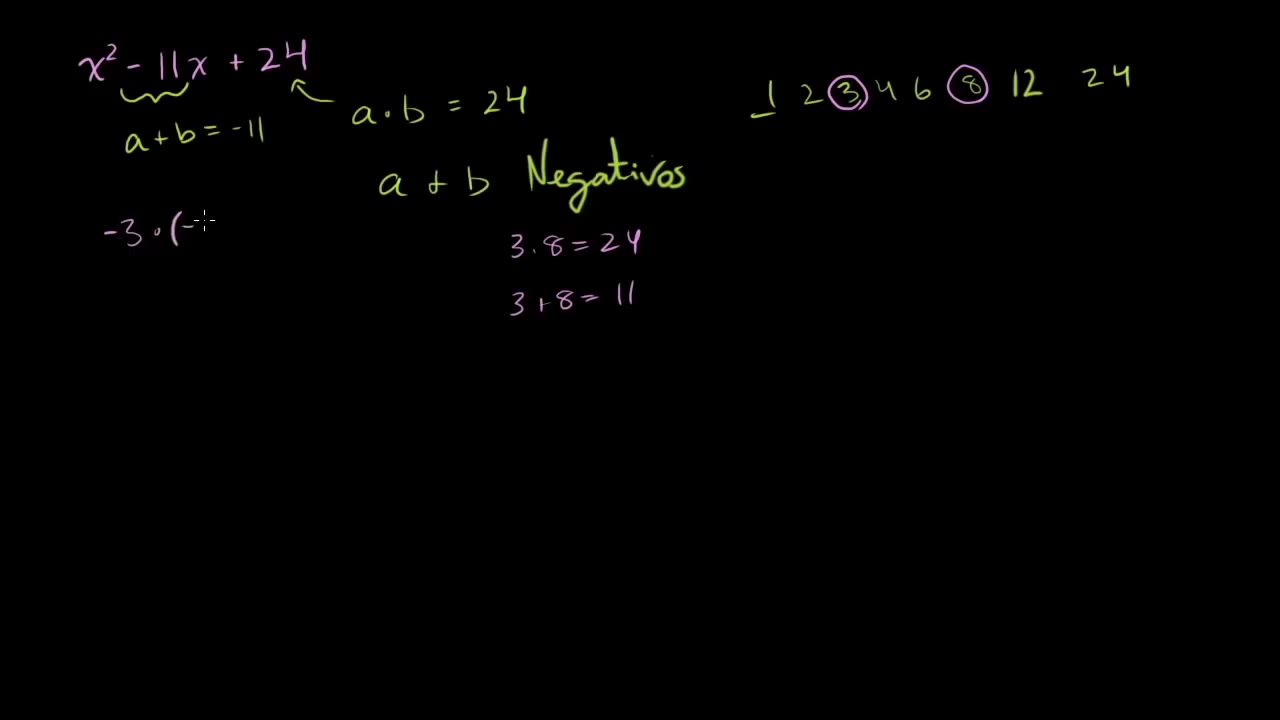 x² - 11x + 24
a + b = -11
a · b = 24
1 2 3 4 6 8 12 24
a + b Negativos
-3 · (-
3 · 8 = 24
3 + 8 = 11